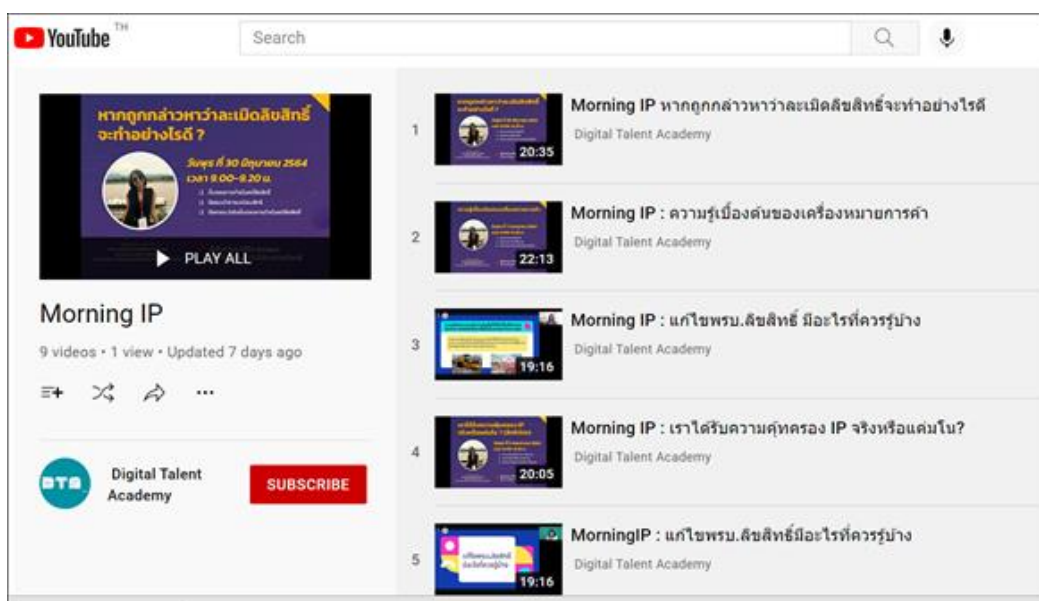 YouTube TH
Search
หากถูกกล่าวหาว่าละเมิดลิขสิทธิ์
จะทำอย่างไรดี ?
วันพุธ ที่ 30 มิถุนายน 2564
เวลา 9.00-9.20 น.
PLAY ALL
Morning IP
9 videos • 1 view • Updated 7 days ago
DTA
Digital Talent
Academy
SUBSCRIBE
1
20:35
Morning IP หากถูกกล่าวหาว่าละเมิดลิขสิทธิ์จะทำอย่างไรดี
Digital Talent Academy
2
22:13
Morning IP : ความรู้เบื้องต้นของเครื่องหมายการค้า
Digital Talent Academy
3
19:16
Morning IP : แก้ไขพรบ.ลิขสิทธิ์ มีอะไรที่ควรรู้บ้าง
Digital Talent Academy
4
20:05
Morning IP : เราได้รับความคุ้ทครอง IP จริงหรือแค่มโน?
Digital Talent Academy
5
19:16
MorningIP : แก้ไขพรบ.ลิขสิทธิ์มีอะไรที่ควรรู้บ้าง
Digital Talent Academy